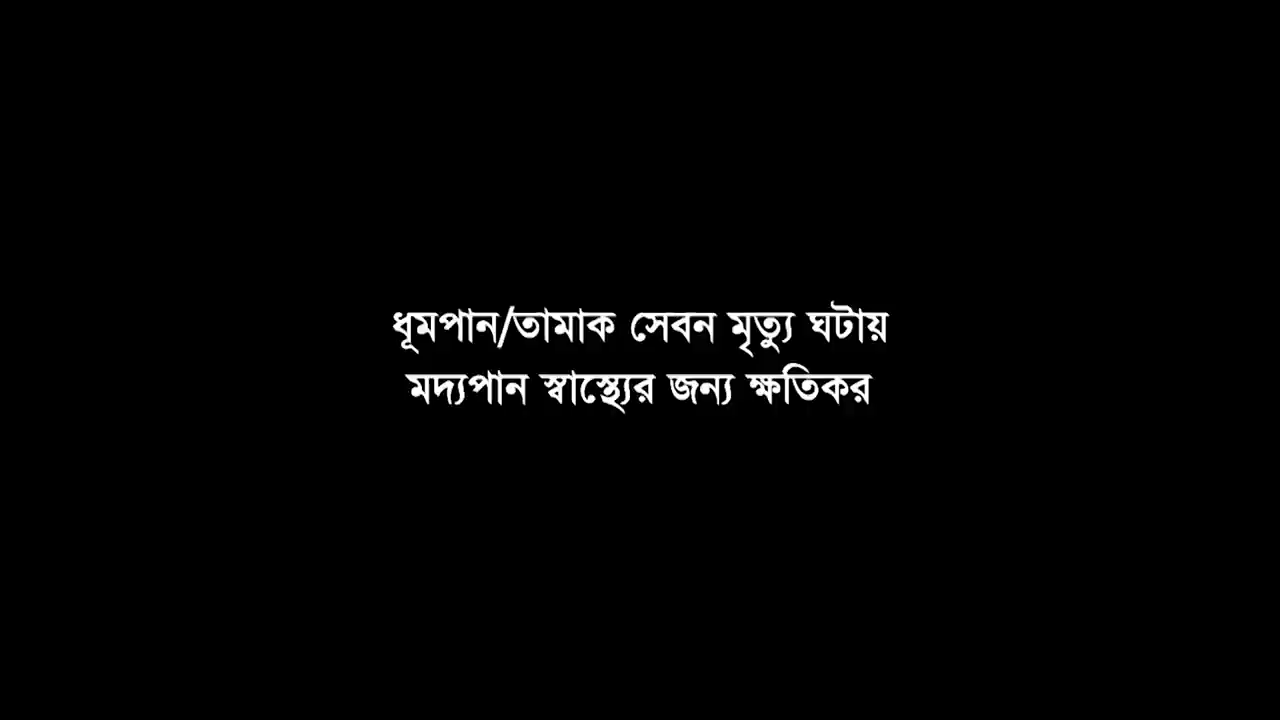 ধূমপান/তামাক সেবন মৃত্যু ঘটায়
মদ্যপান স্বাস্থ্যের জন্য ক্ষতিকর